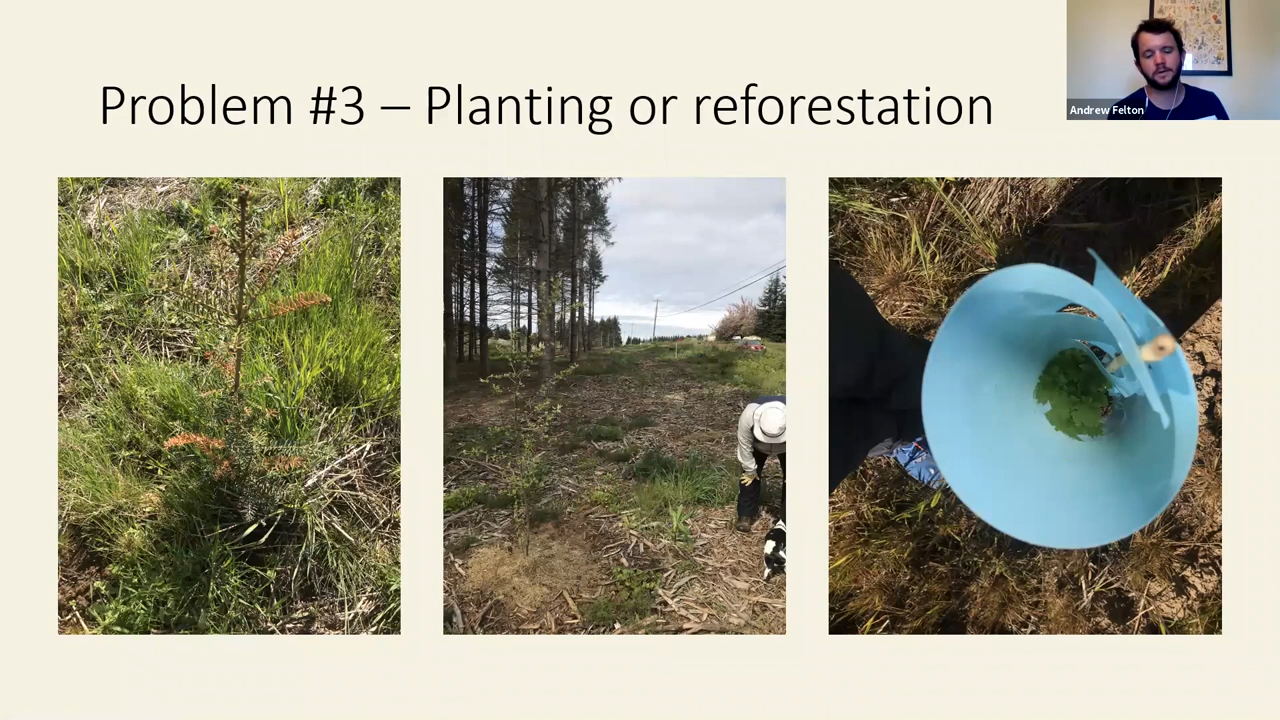 Problem #3 – Planting or reforestation
Andrew Felton